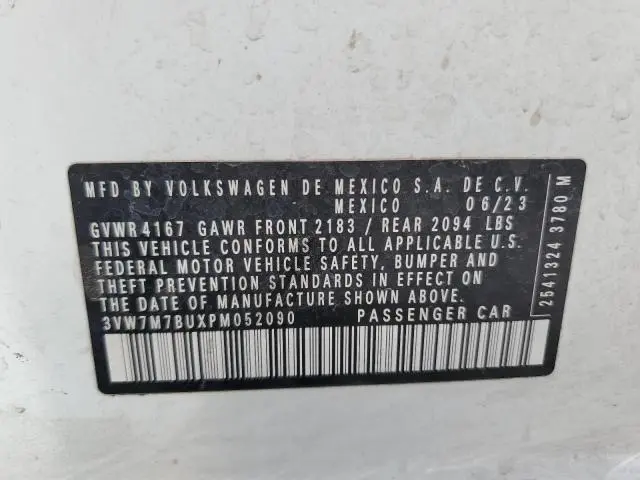 MFD BY VOLKSWAGEN DE MEXICO S.A. DE C.V.
MEXICO 06/23
GVWR 4167 GAWR FRONT 2183 / REAR 2094 LBS
THIS VEHICLE CONFORMS TO ALL APPLICABLE U.S.
FEDERAL MOTOR VEHICLE SAFETY, BUMPER AND
THEFT PREVENTION STANDARDS IN EFFECT ON
THE DATE OF MANUFACTURE SHOWN ABOVE.
3VW7M7BUXPM052090 PASSENGER CAR
2541324 3780 M